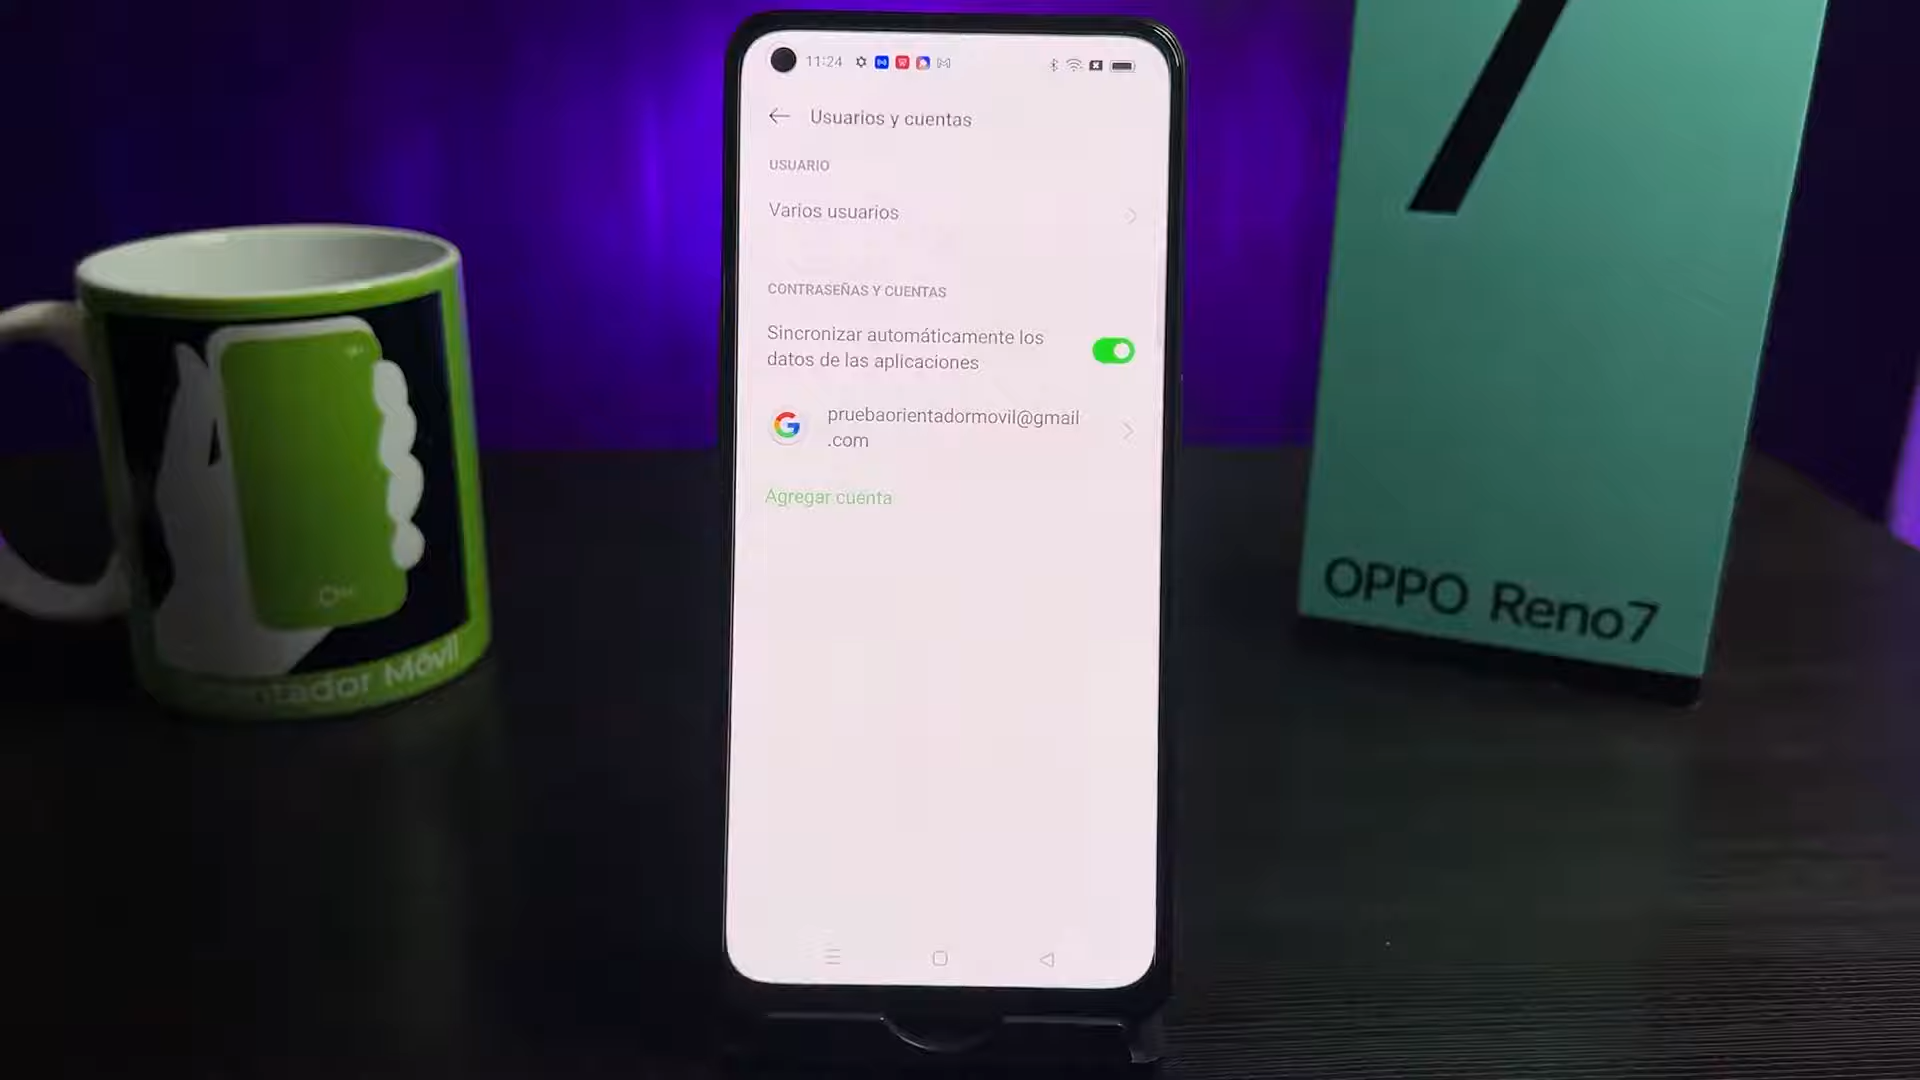 11:24
Usuarios y cuentas
USUARIO
Varios usuarios
CONTRASEÑAS Y CUENTAS
Sincronizar automáticamente los
datos de las aplicaciones
pruebaorientadormovil@gmail
.com
Agregar cuenta
Móvil
7
OPPO Reno7